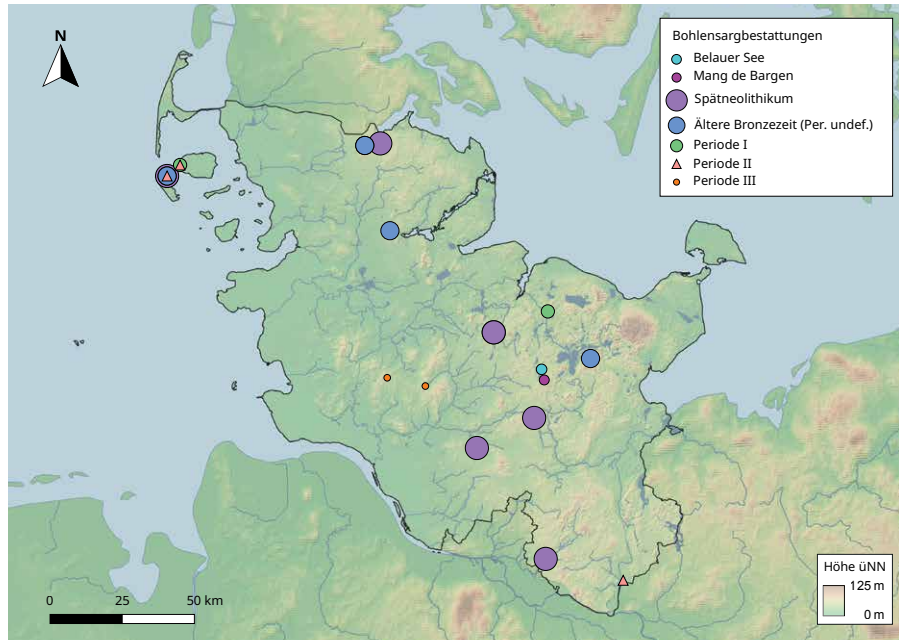 N
Bohlensargbestattungen
Belauer See
Mang de Bargen
Spätneolithikum
Ältere Bronzezeit (Per. undef.)
Periode I
Periode II
Periode III
0 25 50 km
Höhe üNN
125 m
0 m